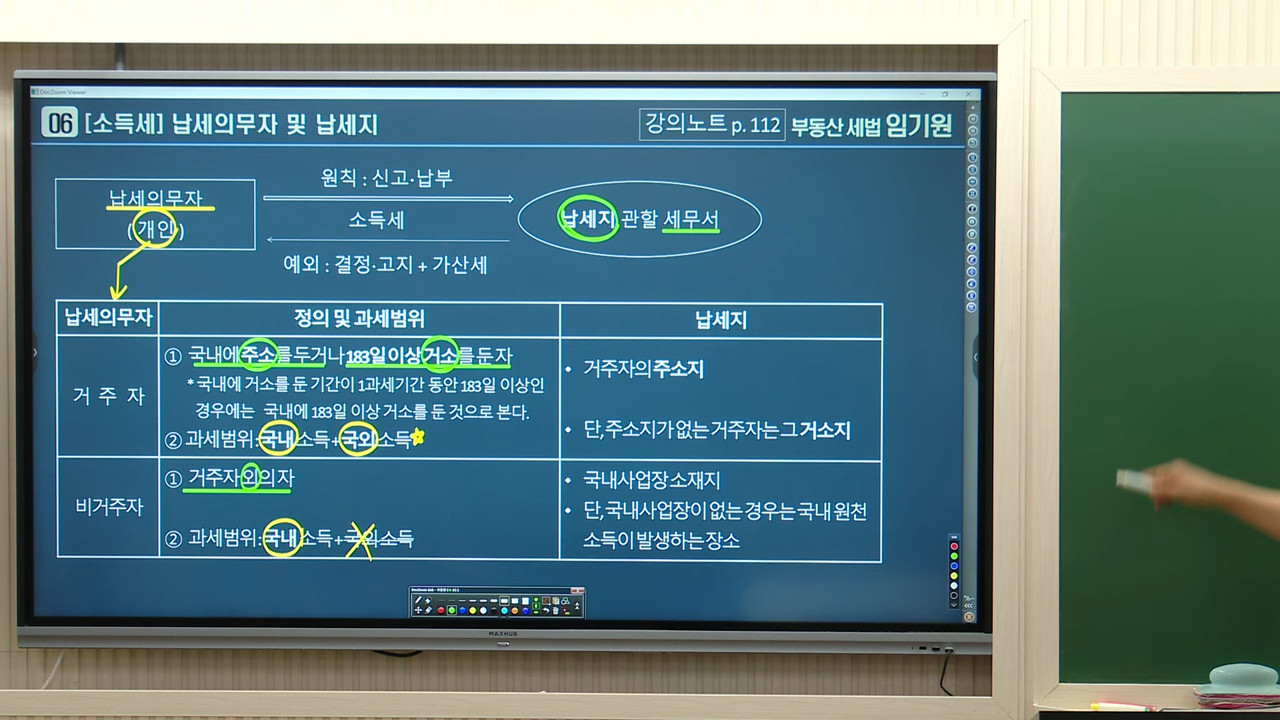 DocZoom Viewer
06 [소득세] 납세의무자 및 납세지
강의노트 p. 112
부동산 세법 임기원
납세의무자
(개인)
원칙 : 신고·납부
소득세
예외 : 결정·고지 + 가산세
납세지 관할 세무서
납세의무자 정의 및 과세범위 납세지
거 주 자
① 국내에 주소를 두거나 183일 이상 거소를 둔 자
* 국내에 거소를 둔 기간이 1과세기간 동안 183일 이상인
경우에는 국내에 183일 이상 거소를 둔 것으로 본다.
② 과세범위: 국내소득+국외소득
• 거주자의 주소지
• 단, 주소지가 없는 거주자는 그 거소지
비거주자
① 거주자 외의 자
② 과세범위: 국내소득+국외소득
• 국내사업장 소재지
• 단, 국내사업장이 없는 경우는 국내 원천
소득이 발생하는 장소
MAXHUB